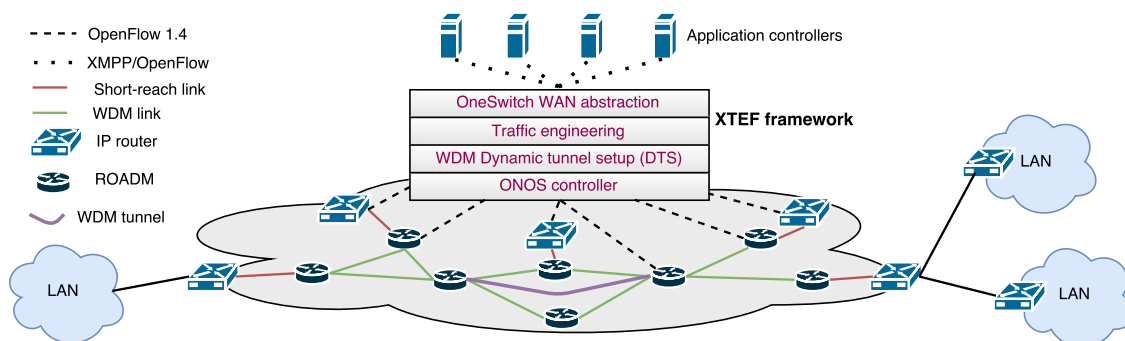 OpenFlow 1.4
XMPP/OpenFlow
Short-reach link
WDM link
IP router
ROADM
WDM tunnel
Application controllers
OneSwitch WAN abstraction
Traffic engineering
WDM Dynamic tunnel setup (DTS)
ONOS controller
XTEF framework
LAN
LAN
LAN